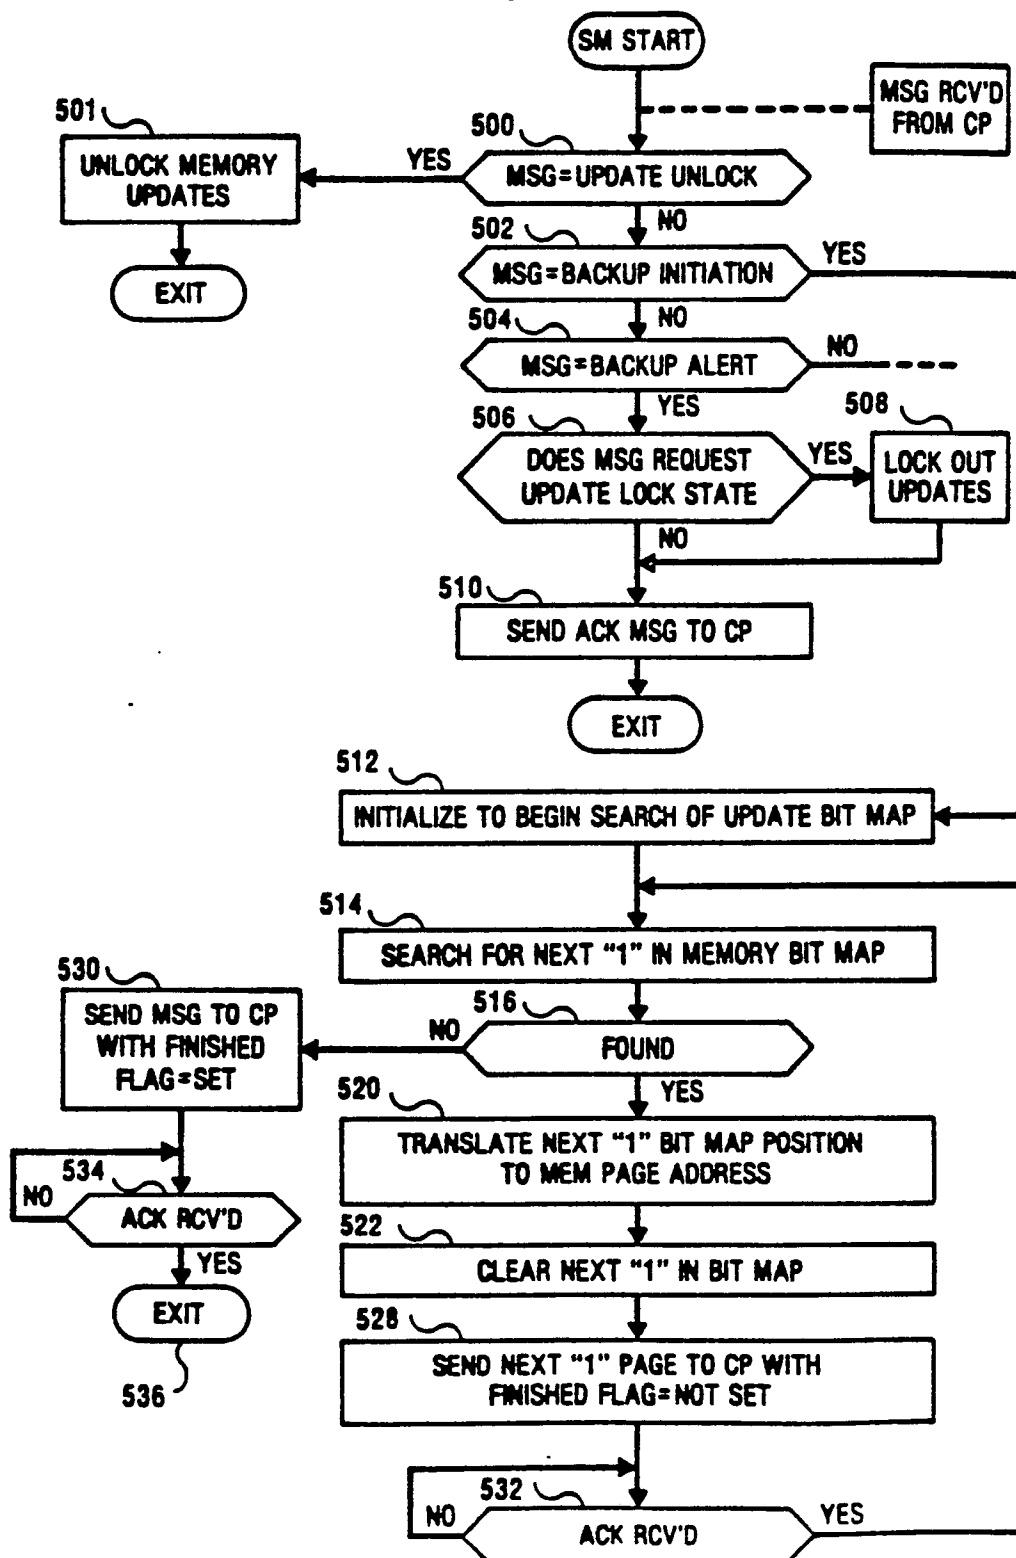 SM START
MSG RCV'D
FROM CP
501
500
UNLOCK MEMORY
UPDATES
YES
MSG=UPDATE UNLOCK
NO
EXIT
502
MSG=BACKUP INITIATION
YES
NO
504
MSG=BACKUP ALERT
NO
YES
506
508
DOES MSG REQUEST
UPDATE LOCK STATE
YES
LOCK OUT
UPDATES
NO
510
SEND ACK MSG TO CP
EXIT
512
INITIALIZE TO BEGIN SEARCH OF UPDATE BIT MAP
514
SEARCH FOR NEXT "1" IN MEMORY BIT MAP
530
SEND MSG TO CP
WITH FINISHED
FLAG=SET
516
NO
FOUND
YES
520
TRANSLATE NEXT "1" BIT MAP POSITION
TO MEM PAGE ADDRESS
534
NO
ACK RCV'D
YES
EXIT
536
522
CLEAR NEXT "1" IN BIT MAP
528
SEND NEXT "1" PAGE TO CP WITH
FINISHED FLAG=NOT SET
532
NO
ACK RCV'D
YES